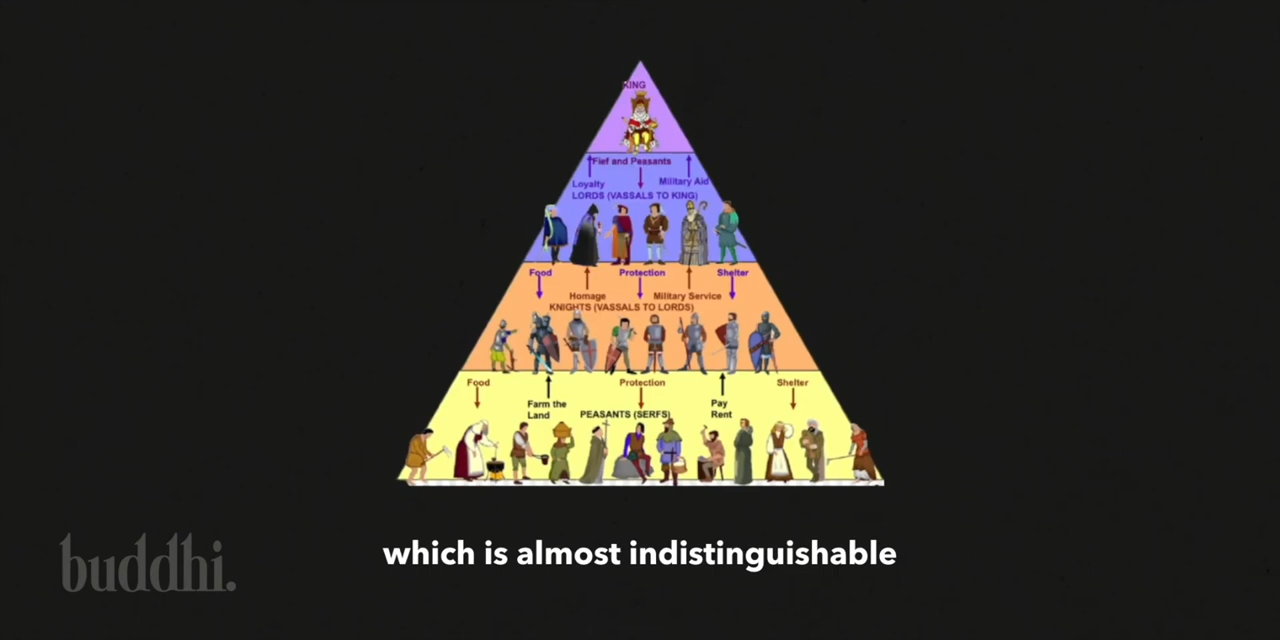 KING
Fief and Peasants
Loyalty
Military Aid
LORDS (VASSALS TO KING)
Food
Protection
Shelter
Homage
Military Service
KNIGHTS (VASSALS TO LORDS)
Food
Protection
Shelter
Farm the
Land
PEASANTS (SERFS)
Pay
Rent
which is almost indistinguishable
buddhi.